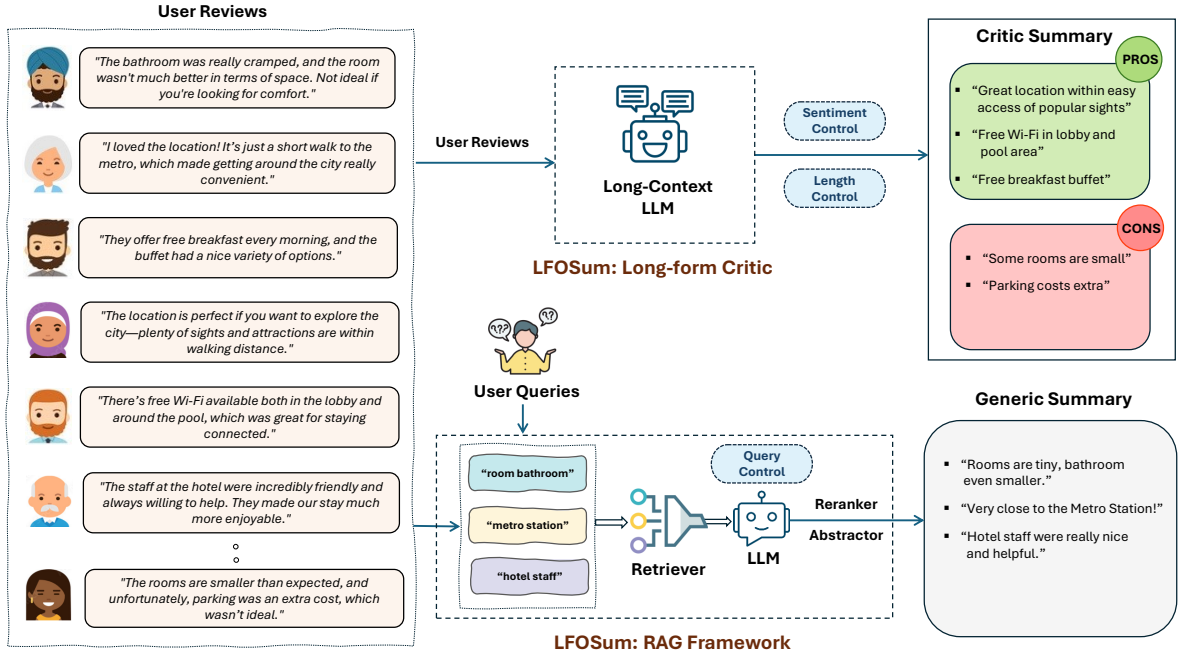 User Reviews
"The bathroom was really cramped, and the room
wasn't much better in terms of space. Not ideal if
you're looking for comfort."
"I loved the location! It's just a short walk to the
metro, which made getting around the city really
convenient."
"They offer free breakfast every morning, and the
buffet had a nice variety of options."
"The location is perfect if you want to explore the
city—plenty of sights and attractions are within
walking distance."
"There's free Wi-Fi available both in the lobby and
around the pool, which was great for staying
connected."
"The staff at the hotel were incredibly friendly and
always willing to help. They made our stay much
more enjoyable."
"The rooms are smaller than expected, and
unfortunately, parking was an extra cost, which
wasn't ideal."
User Reviews
Long-Context
LLM
LFOSum: Long-form Critic
Sentiment
Control
Length
Control
Critic Summary
PROS
▪ “Great location within easy
access of popular sights”
▪ “Free Wi-Fi in lobby and
pool area”
▪ “Free breakfast buffet”
CONS
▪ “Some rooms are small”
▪ “Parking costs extra”
???
??
User Queries
“room bathroom”
“metro station”
“hotel staff”
Retriever
Query
Control
LLM
Reranker
Abstractor
LFOSum: RAG Framework
Generic Summary
▪ “Rooms are tiny, bathroom
even smaller.”
▪ “Very close to the Metro Station!”
▪ “Hotel staff were really nice
and helpful.”